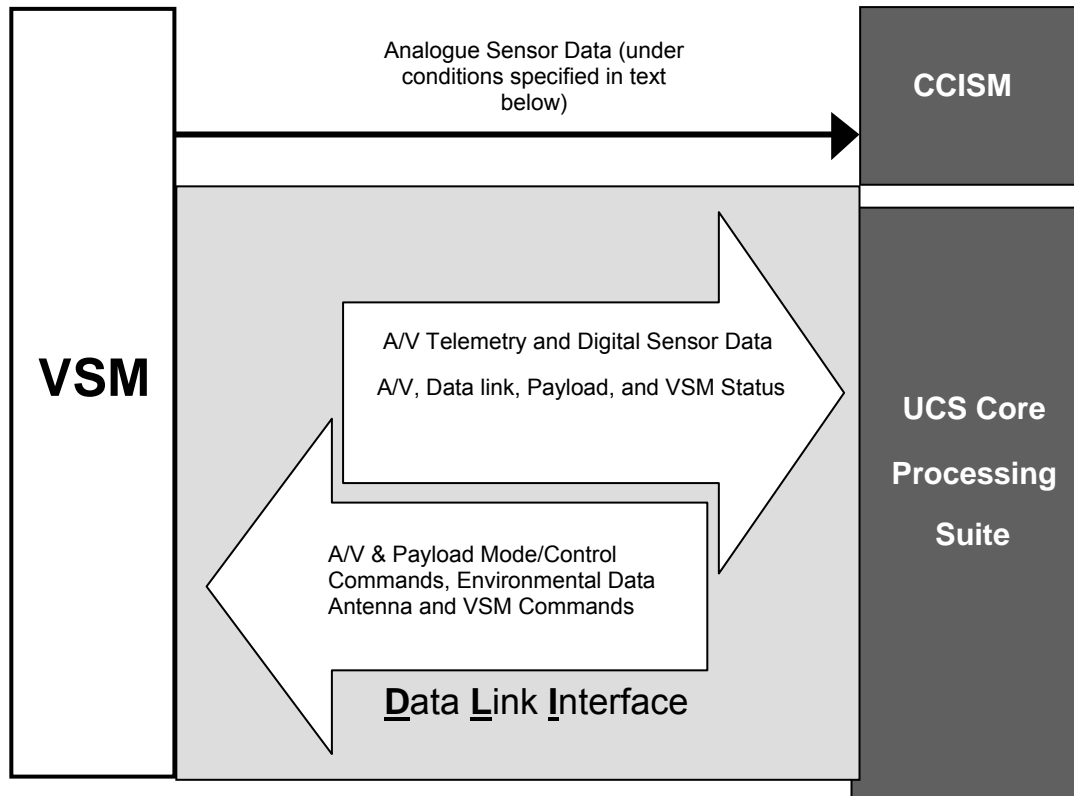 Analogue Sensor Data (under
conditions specified in text
below)
CCISM
VSM
A/V Telemetry and Digital Sensor Data
A/V, Data link, Payload, and VSM Status
UCS Core
Processing
Suite
A/V & Payload Mode/Control
Commands, Environmental Data
Antenna and VSM Commands
Data Link Interface